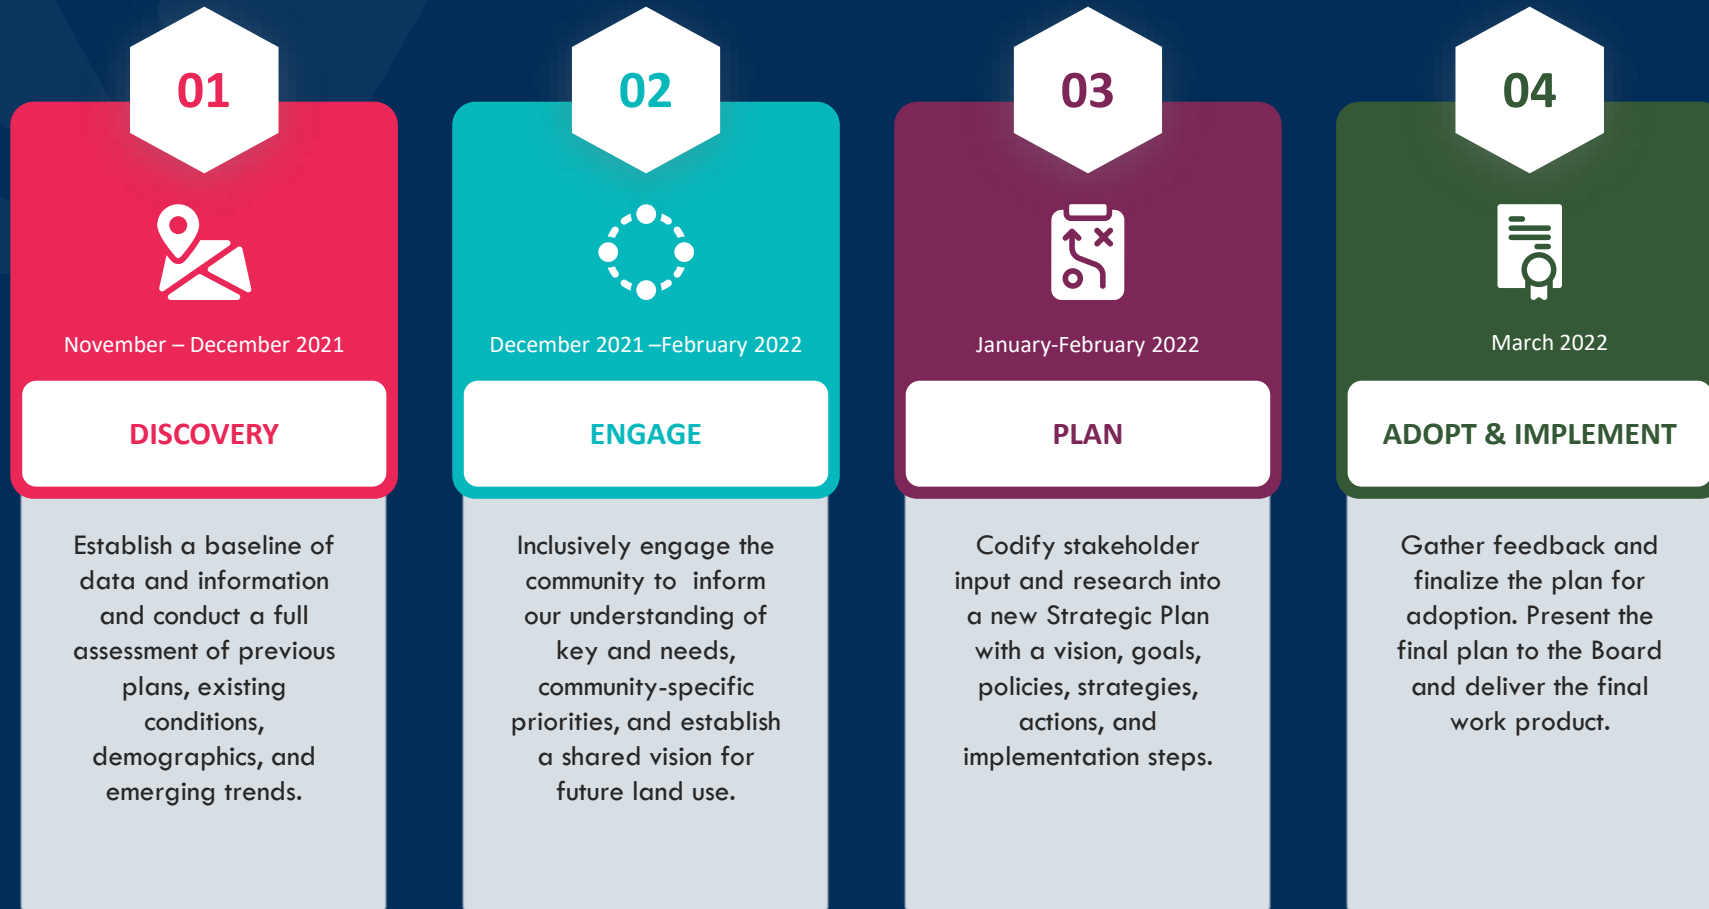 01
November – December 2021
DISCOVERY
Establish a baseline of
data and information
and conduct a full
assessment of previous
plans, existing
conditions,
demographics, and
emerging trends.
02
December 2021 –February 2022
ENGAGE
Inclusively engage the
community to  inform
our understanding of
key and needs,
community-specific
priorities, and establish
a shared vision for
future land use.
03
January-February 2022
PLAN
Codify stakeholder
input and research into
a new Strategic Plan
with a vision, goals,
policies, strategies,
actions, and
implementation steps.
04
March 2022
ADOPT & IMPLEMENT
Gather feedback and
finalize the plan for
adoption. Present the
final plan to the Board
and deliver the final
work product.